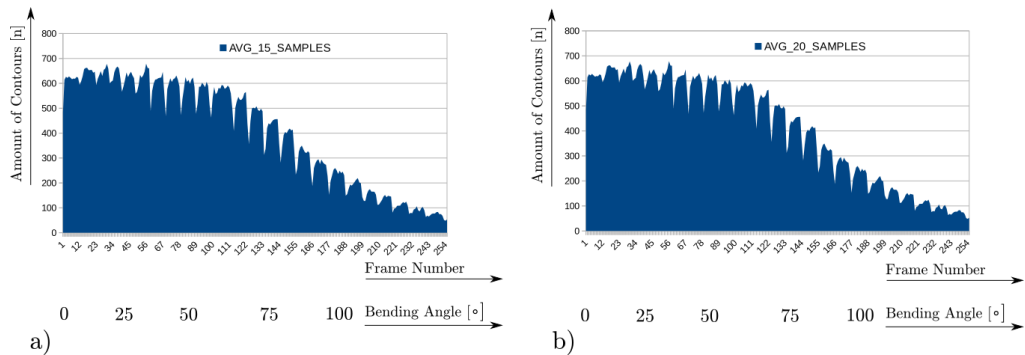 Amount of Contours [n]
800
700
600
500
400
300
200
100
0
AVG_15_SAMPLES
1 12 23 34 45 56 67 78 89 100 111 122 133 144 155 166 177 188 199 210 221 232 243 254
Frame Number
0 25 50 75 100 Bending Angle [∘]
a)
Amount of Contours [n]
800
700
600
500
400
300
200
100
0
AVG_20_SAMPLES
1 12 23 34 45 56 67 78 89 100 111 122 133 144 155 166 177 188 199 210 221 232 243 254
Frame Number
0 25 50 75 100 Bending Angle [∘]
b)